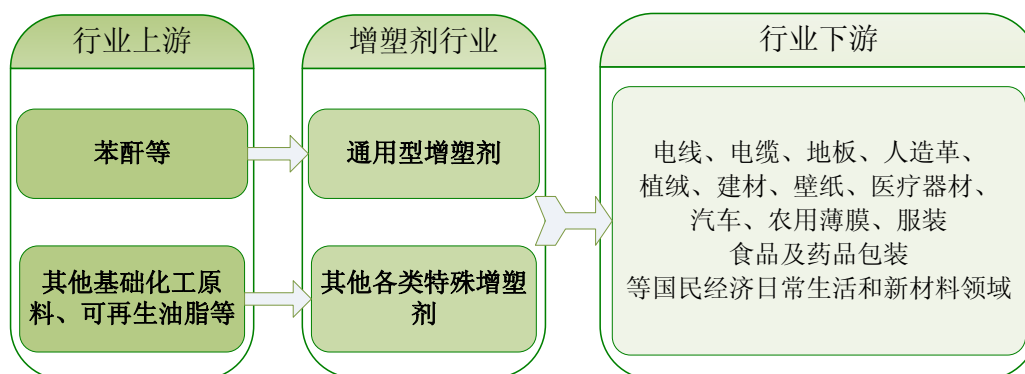 行业上游
增塑剂行业
行业下游
苯酐等
通用型增塑剂
其他基础化工原
料、可再生油脂等
其他各类特殊增塑
剂
电线、电缆、地板、人造革、
植绒、建材、壁纸、医疗器材、
汽车、农用薄膜、服装
食品及药品包装
等国民经济日常生活和新材料领域